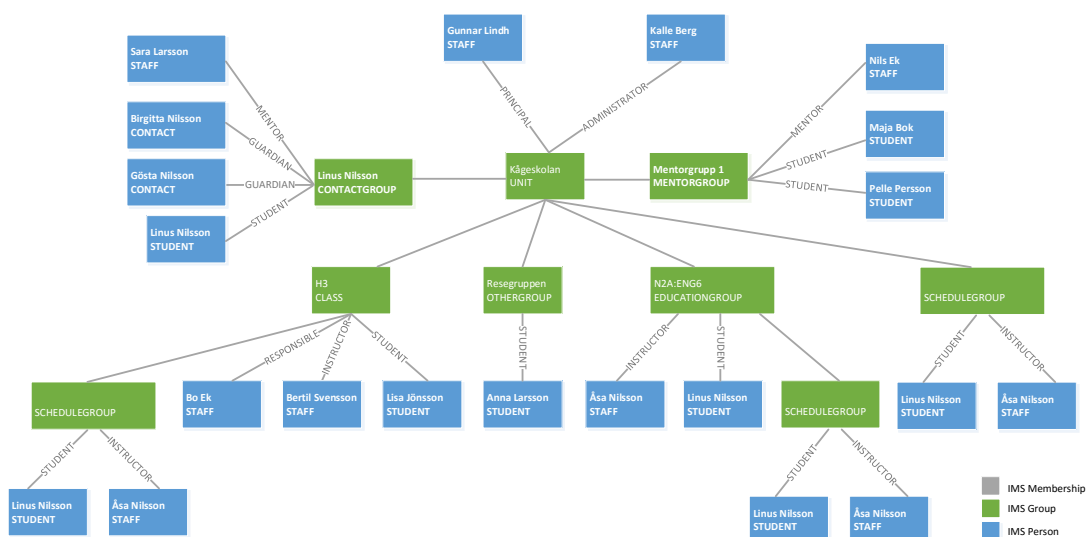 Gunnar Lindh
STAFF
Kalle Berg
STAFF
Sara Larsson
STAFF
Nils Ek
STAFF
PRINCIPAL
ADMINISTRATOR
MENTOR
MENTOR
Birgitta Nilsson
CONTACT
GUARDIAN
Maja Bok
STUDENT
STUDENT
Gösta Nilsson
CONTACT
GUARDIAN
Linus Nilsson
CONTACTGROUP
Kågeskolan
UNIT
Mentorgrupp 1
MENTORGROUP
STUDENT
Pelle Persson
STUDENT
Linus Nilsson
STUDENT
STUDENT
H3
CLASS
Resegruppen
OTHERGROUP
N2A:ENG6
EDUCATIONGROUP
SCHEDULEGROUP
RESPONSIBLE
INSTRUCTOR
STUDENT
STUDENT
INSTRUCTOR
STUDENT
STUDENT
INSTRUCTOR
SCHEDULEGROUP
Bo Ek
STAFF
Bertil Svensson
STAFF
Lisa Jönsson
STUDENT
Anna Larsson
STUDENT
Åsa Nilsson
STAFF
Linus Nilsson
STUDENT
SCHEDULEGROUP
Linus Nilsson
STUDENT
Åsa Nilsson
STAFF
STUDENT
INSTRUCTOR
STUDENT
INSTRUCTOR
Linus Nilsson
STUDENT
Åsa Nilsson
STAFF
Linus Nilsson
STUDENT
Åsa Nilsson
STAFF
IMS Membership
IMS Group
IMS Person